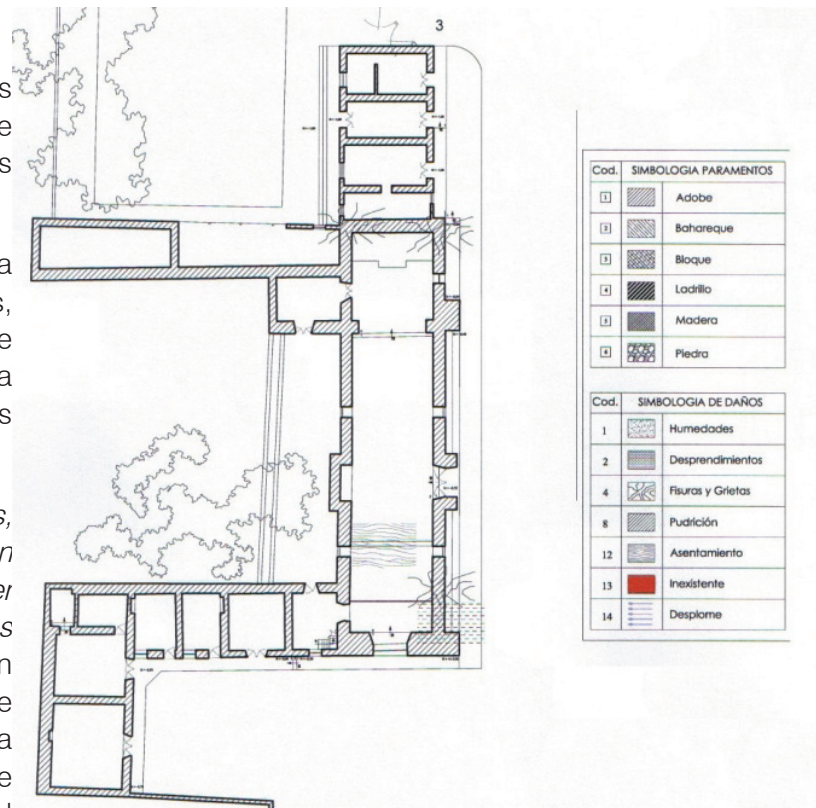 s
e
s
a
s,
e
a
s
s,
n
er
s
n
e
a
e
3
Cod. SIMBOLOGIA PARAMENTOS
1 Adobe
2 Bahareque
3 Bloque
4 Ladrillo
5 Madera
6 Piedra
Cod. SIMBOLOGIA DE DAÑOS
1 Humedades
2 Desprendimientos
4 Fisuras y Grietas
8 Pudrición
12 Asentamiento
13 Inexistente
14 Desplome